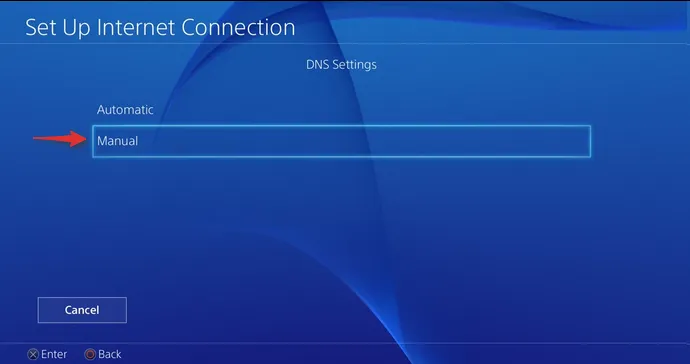 Set Up Internet Connection
DNS Settings
Automatic
Manual
Cancel
Enter
Back